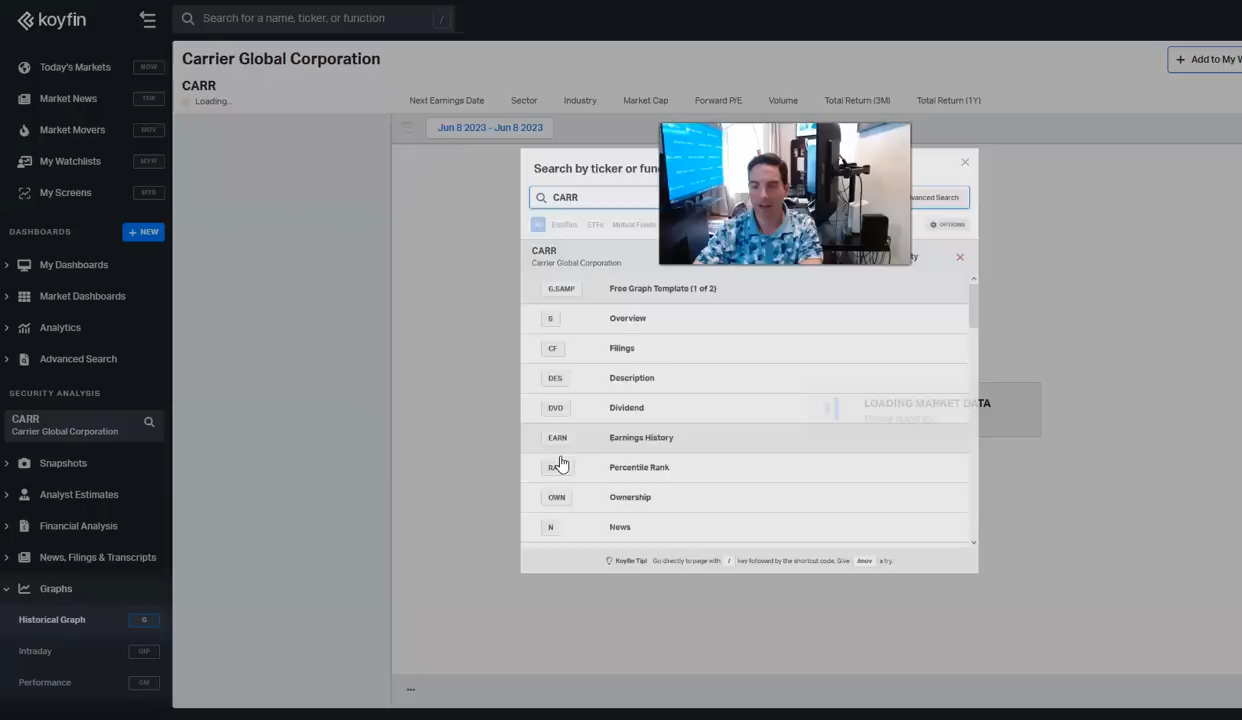 koyfin
Search for a name, ticker, or function
/
Today's Markets
NOW
Market News
TOP
Market Movers
MOV
My Watchlists
MYW
My Screens
MYS
DASHBOARDS
+ NEW
My Dashboards
Market Dashboards
Analytics
Advanced Search
SECURITY ANALYSIS
CARR
Carrier Global Corporation
Snapshots
Analyst Estimates
Financial Analysis
News, Filings & Transcripts
Graphs
Historical Graph
G
Intraday
GIP
Performance
GM
Carrier Global Corporation
+ Add to My W
CARR
Loading...
Next Earnings Date
Sector
Industry
Market Cap
Forward P/E
Volume
Total Return (3M)
Total Return (1Y)
Jun 8 2023 - Jun 8 2023
Search by ticker or fun
CARR
vanced Search
Equities
ETFs
Mutual Funds
OPTIONS
CARR
Carrier Global Corporation
ty
G.SAMP
Free Graph Template (1 of 2)
S
Overview
CF
Filings
DES
Description
DVD
Dividend
EARN
Earnings History
Percentile Rank
OWN
Ownership
N
News
LOADING MARKET DATA
Koyfin Tip! Go directly to page with / key followed by the shortcut code. Give /mov a try.
...